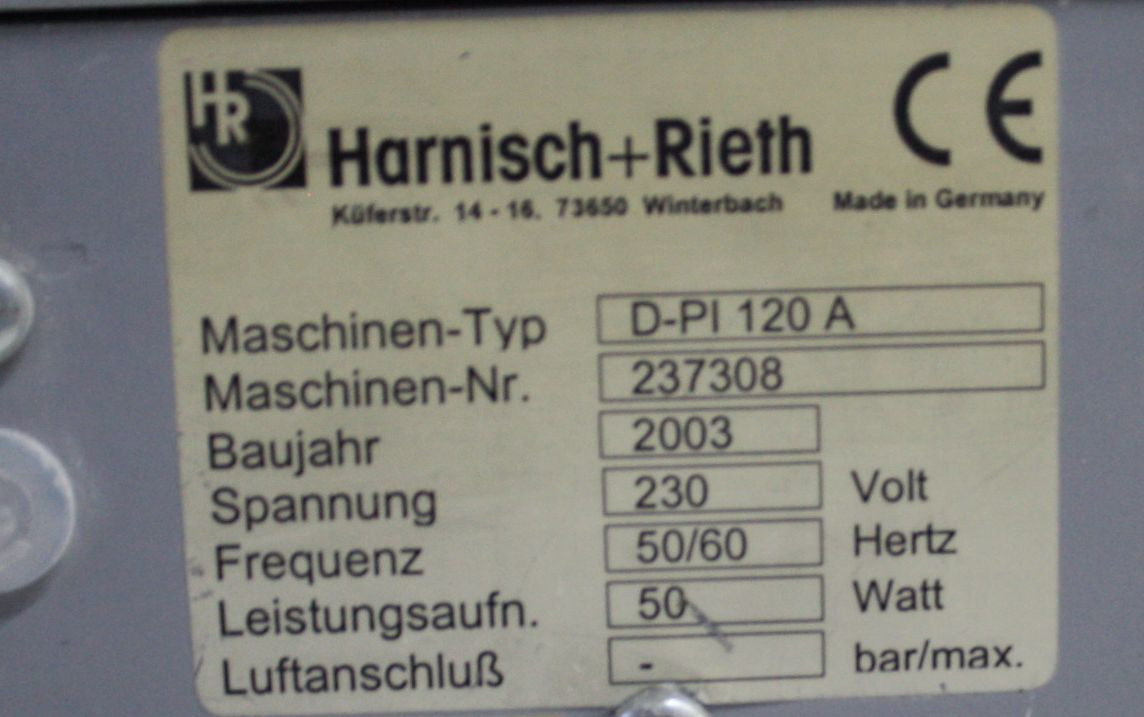 HR
Harnisch+Rieth CE
Küferstr. 14 - 16. 73650 Winterbach Made in Germany
Maschinen-Typ D-PI 120 A
Maschinen-Nr. 237308
Baujahr 2003
Spannung 230 Volt
Frequenz 50/60 Hertz
Leistungsaufn. 50 Watt
Luftanschluß - bar/max.